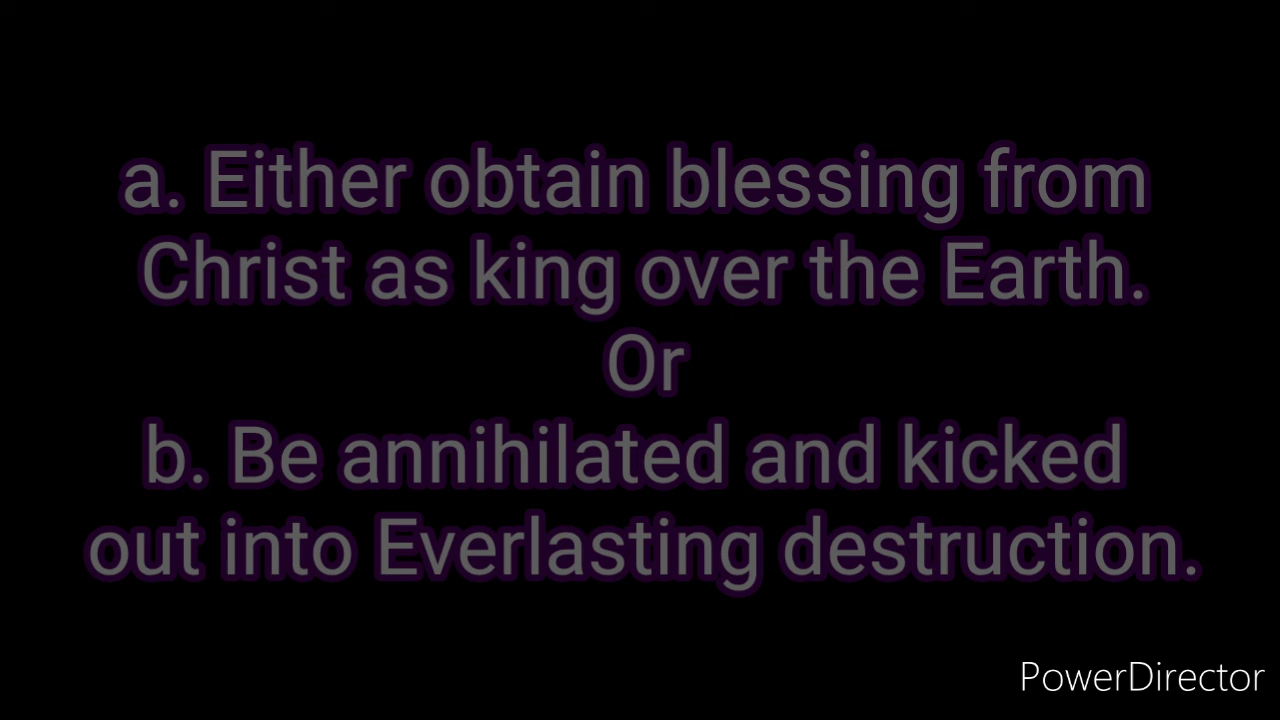 a. Either obtain blessing from
Christ as king over the Earth.
Or
b. Be annihilated and kicked
out into Everlasting destruction.
PowerDirector